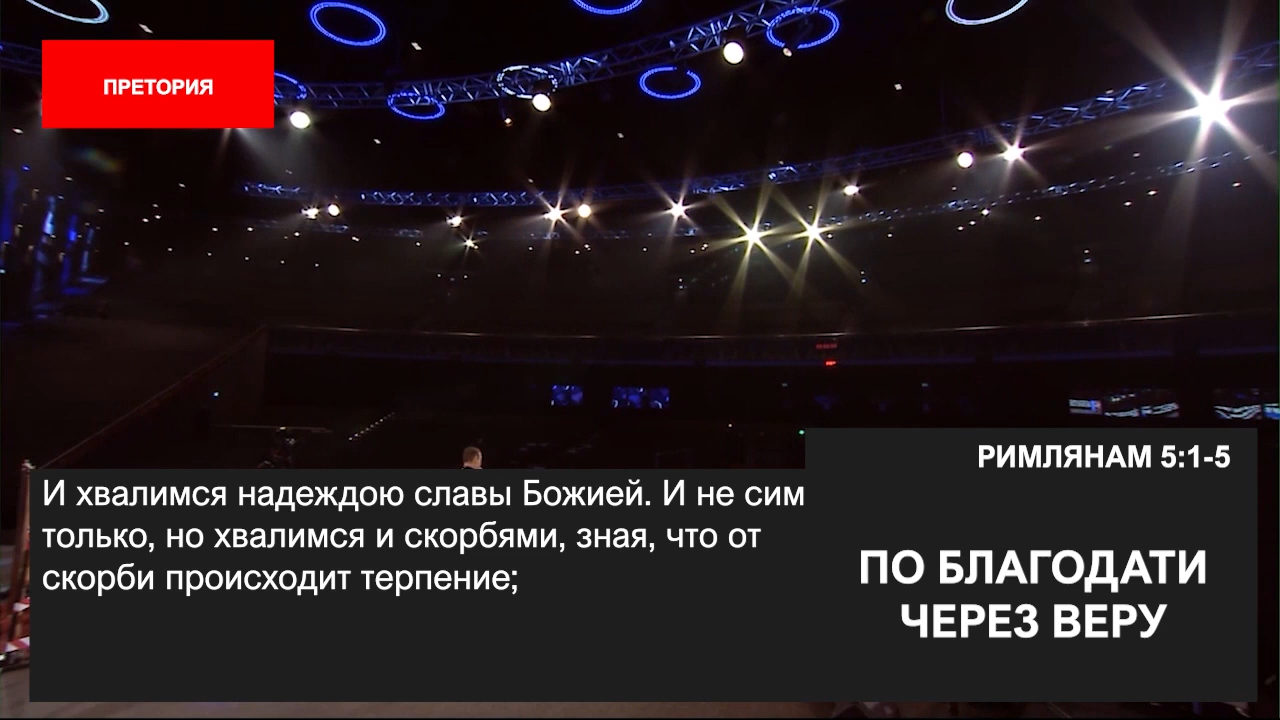 ПРЕТОРИЯ
РИМЛЯНАМ 5:1-5
И хвалимся надеждою славы Божией. И не сим
только, но хвалимся и скорбями, зная, что от
скорби происходит терпение;
ПО БЛАГОДАТИ
ЧЕРЕЗ ВЕРУ